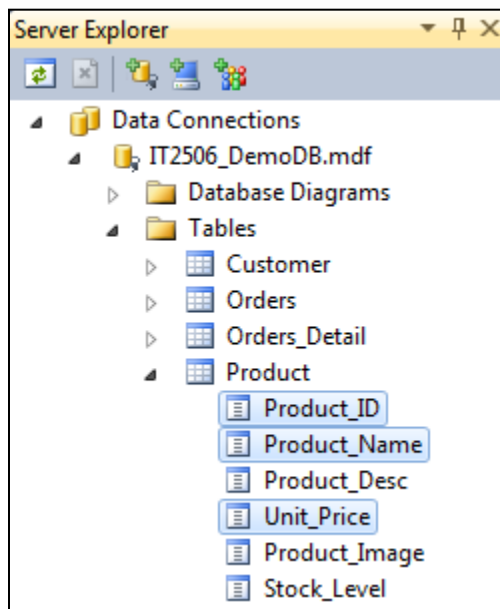 Server Explorer
Data Connections
IT2506_DemoDB.mdf
Database Diagrams
Tables
Customer
Orders
Orders_Detail
Product
Product_ID
Product_Name
Product_Desc
Unit_Price
Product_Image
Stock_Level